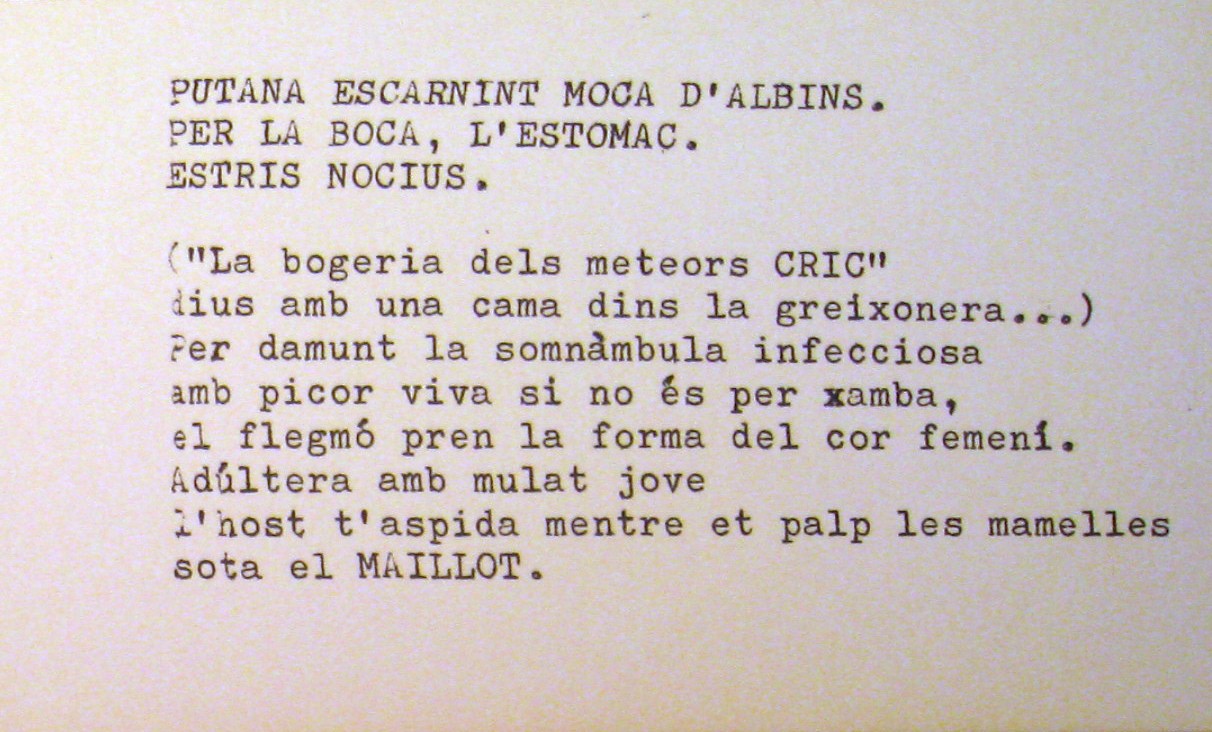 PUTANA ESCARNINT MOCA D'ALBINS.
PER LA BOCA, L'ESTOMAC.
ESTRIS NOCIUS.
("La bogeria dels meteors CRIC"
dius amb una cama dins la greixonera...)
Per damunt la somnàmbula infecciosa
amb picor viva si no és per xamba,
el flegmó pren la forma del cor femení.
Adúltera amb mulat jove
l'host t'aspida mentre et palp les mamelles
sota el MAILLOT.